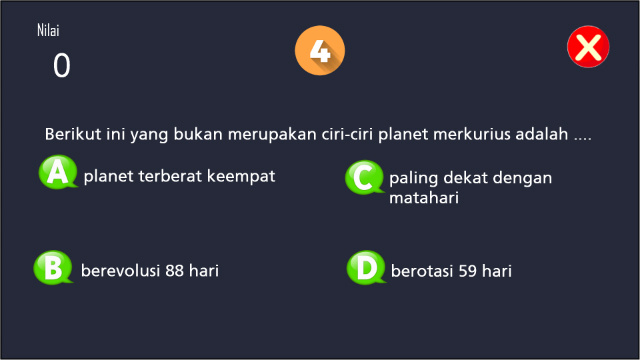 Nilai
0
4
X
Berikut ini yang bukan merupakan ciri-ciri planet merkurius adalah ....
A planet terberat keempat
C paling dekat dengan
matahari
B berevolusi 88 hari
D berotasi 59 hari